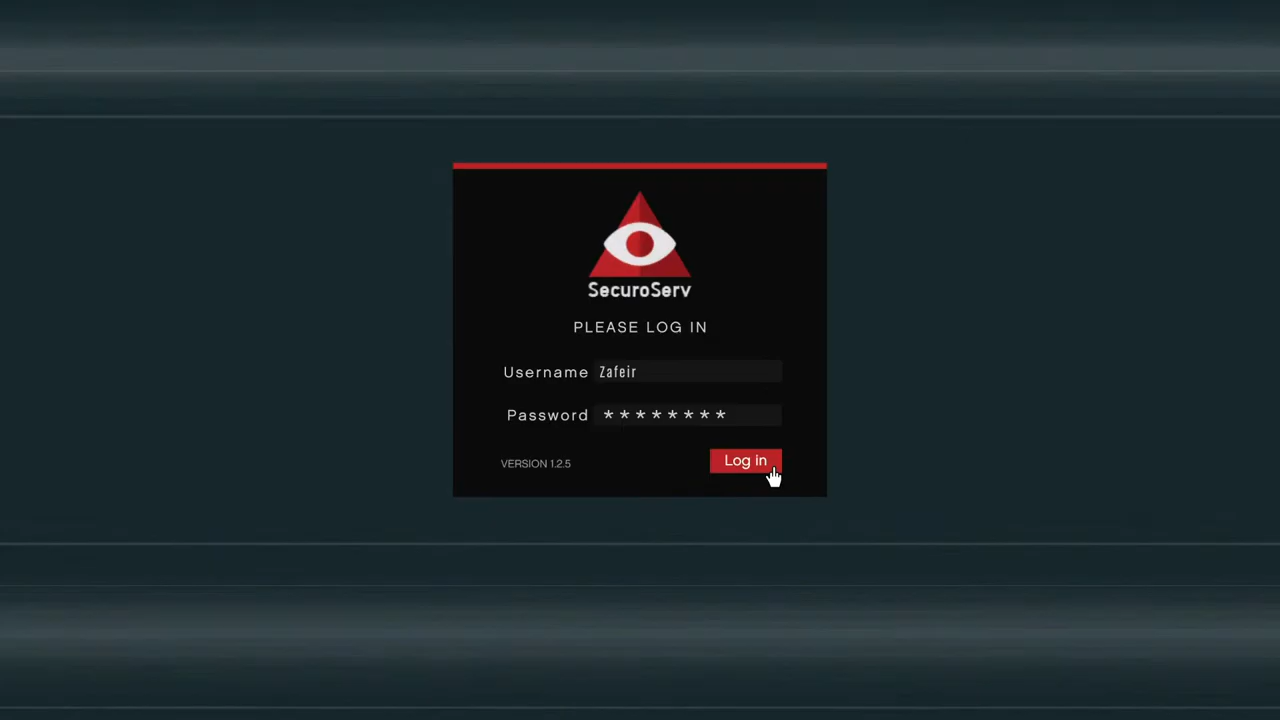 SecuroServ
PLEASE LOG IN
Username Zafeir
Password ********
VERSION 1.2.5 Log in